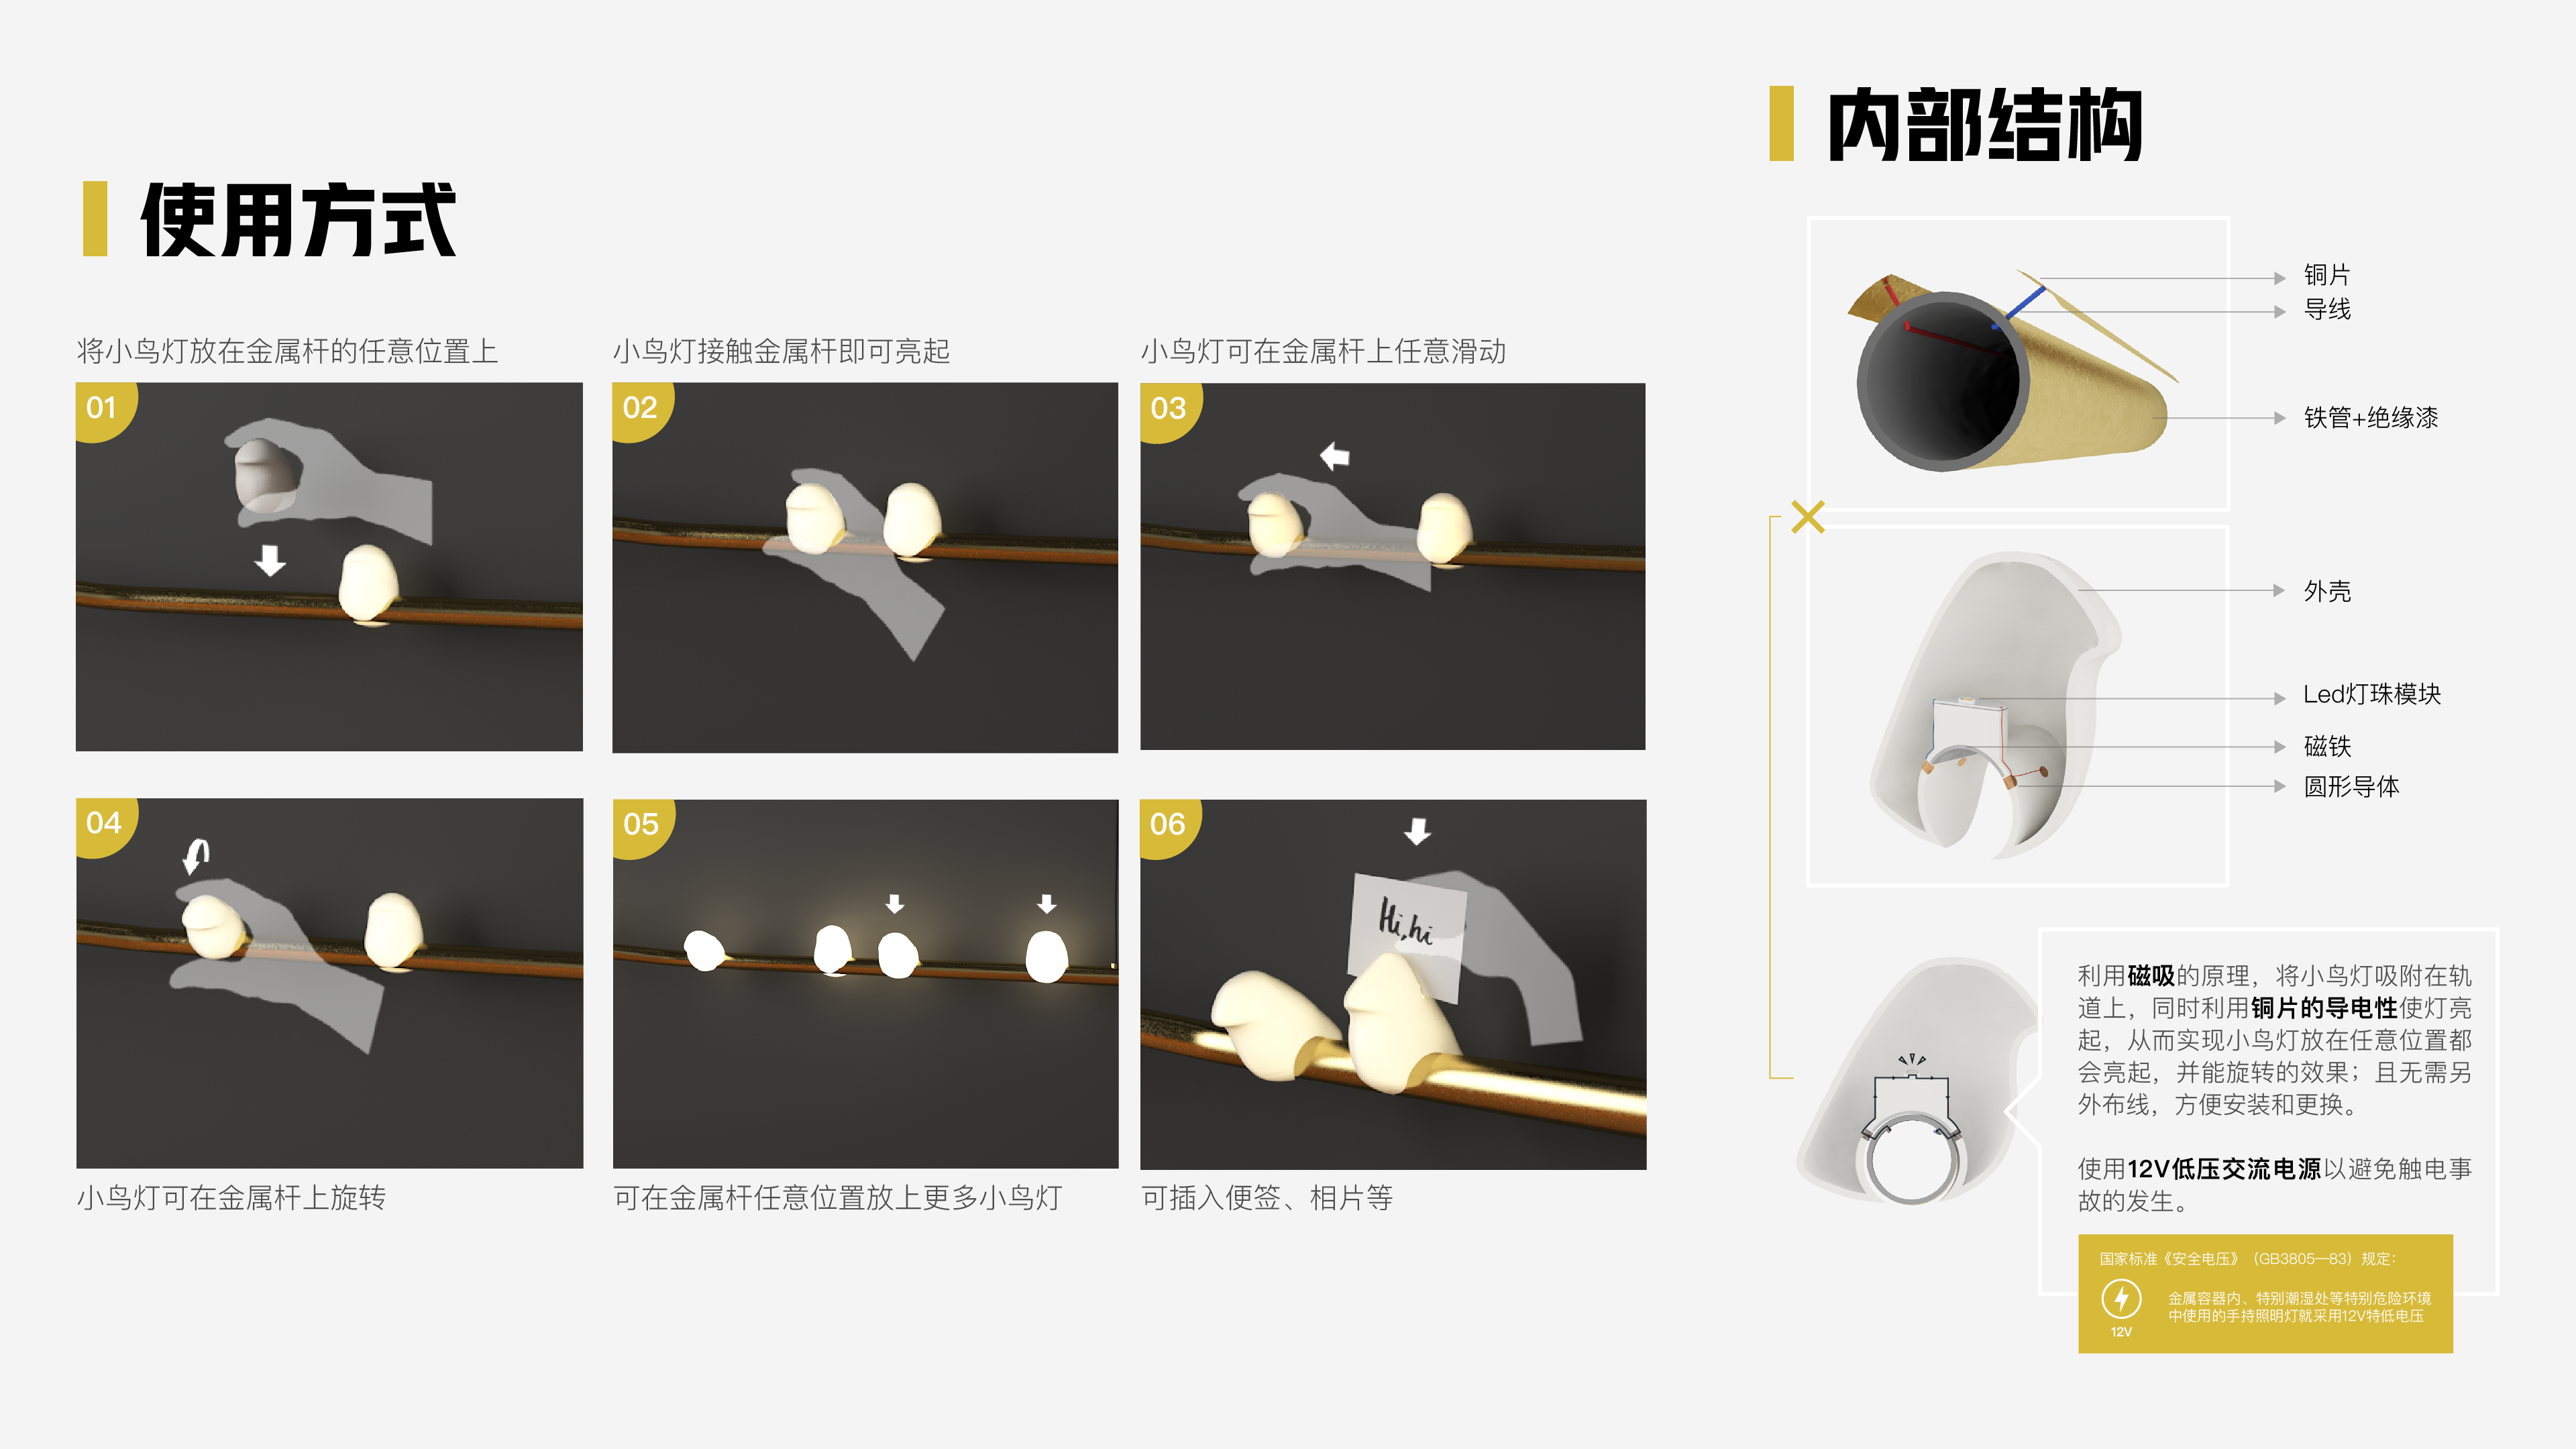 使用方式
将小鸟灯放在金属杆的任意位置上
01
小鸟灯接触金属杆即可亮起
02
小鸟灯可在金属杆上任意滑动
03
04
小鸟灯可在金属杆上旋转
05
可在金属杆任意位置放上更多小鸟灯
06
Hi,hi
可插入便签、相片等
内部结构
铜片
导线
铁管+绝缘漆
外壳
Led灯珠模块
磁铁
圆形导体
利用磁吸的原理，将小鸟灯吸附在轨
道上，同时利用铜片的导电性使灯亮
起，从而实现小鸟灯放在任意位置都
会亮起，并能旋转的效果；且无需另
外布线，方便安装和更换。
使用12V低压交流电源以避免触电事
故的发生。
国家标准《安全电压》（GB3805—83）规定：
金属容器内、特别潮湿处等特别危险环境
中使用的手持照明灯就采用12V特低电压
12V